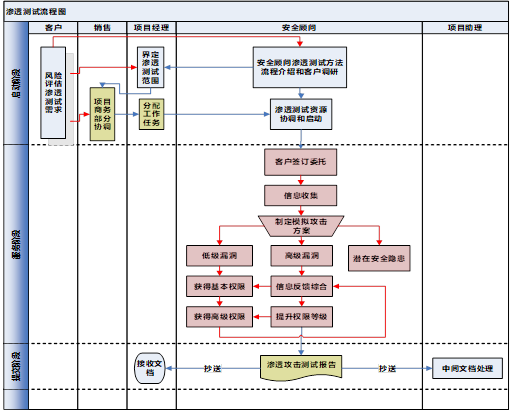 渗透测试流程图
客户
销售
项目经理
安全顾问
项目助理
启动阶段
风险
评估
渗透
测试
需求
界定
渗透
测试
范围
安全顾问渗透测试方法
流程介绍和客户调研
项目
商务
部分
协调
分配
工作
任务
渗透测试资源
协调和启动
服务阶段
客户签订委托
信息收集
制定模拟攻击
方案
低级漏洞
高级漏洞
潜在安全隐患
获得基本权限
信息反馈综合
获得高级权限
提升权限等级
提交阶段
接收文
档
抄送
渗透攻击测试报告
抄送
中间文档处理